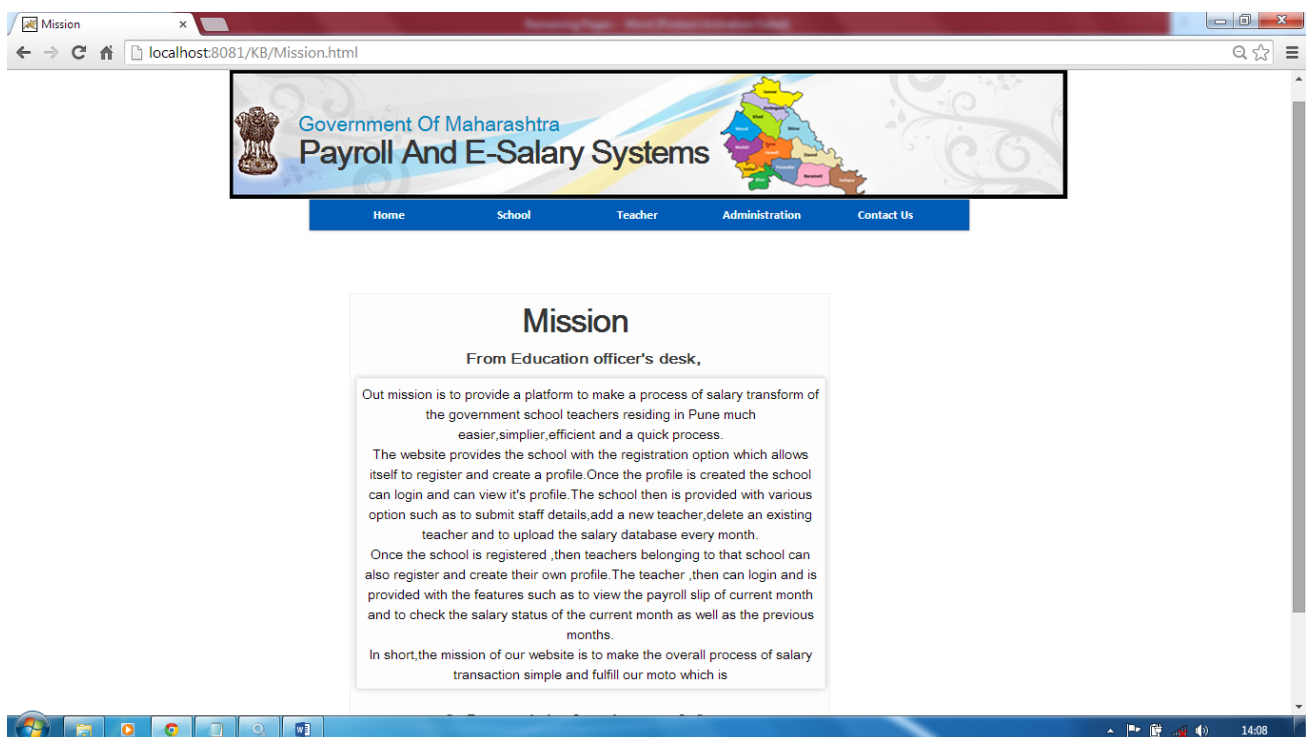 Mission
localhost:8081/KB/Mission.html
Government Of Maharashtra
Payroll And E-Salary Systems
Home School Teacher Administration Contact Us
Mission
From Education officer's desk,
Out mission is to provide a platform to make a process of salary transform of
the government school teachers residing in Pune much
easier,simplier,efficient and a quick process.
The website provides the school with the registration option which allows
itself to register and create a profile.Once the profile is created the school
can login and can view it's profile.The school then is provided with various
option such as to submit staff details,add a new teacher,delete an existing
teacher and to upload the salary database every month.
Once the school is registered ,then teachers belonging to that school can
also register and create their own profile.The teacher ,then can login and is
provided with the features such as to view the payroll slip of current month
and to check the salary status of the current month as well as the previous
months.
In short,the mission of our website is to make the overall process of salary
transaction simple and fulfill our moto which is
14:08